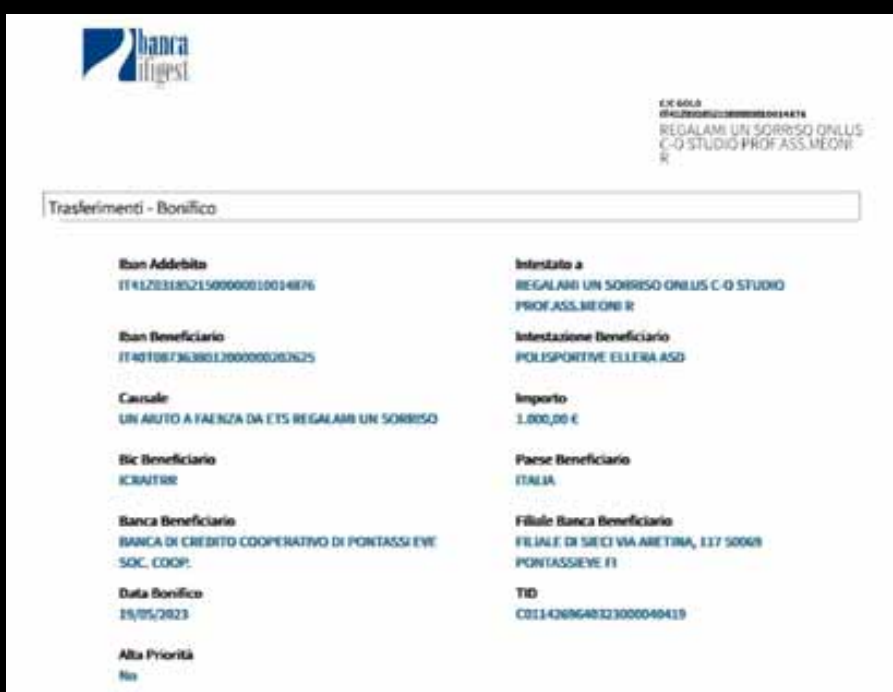 banca
ifigest
C/C GOLD
REGALAMI UN SORRISO ONLUS
C-O STUDIO PROF.ASS.MEONI
R
Trasferimenti - Bonifico
Iban Addebito
IT41Z0318521500000010014876
Intestato a
REGALAMI UN SORRISO ONLUS C-O STUDIO
PROF.ASS.MEONI R
Iban Beneficiario
Intestazione Beneficiario
POLISPORTIVE ELLERA ASD
Causale
UN AIUTO A FAENZA DA ETS REGALAMI UN SORRISO
Importo
1.000,00 €
Bic Beneficiario
ICRAITRR
Paese Beneficiario
ITALIA
Banca Beneficiario
BANCA DI CREDITO COOPERATIVO DI PONTASSI EVE
SOC. COOP.
Filiale Banca Beneficiario
FILIALE DI SIECI VIA ARETINA, 117 50069
PONTASSIEVE FI
Data Bonifico
19/05/2023
TID
Alta Priorità
No